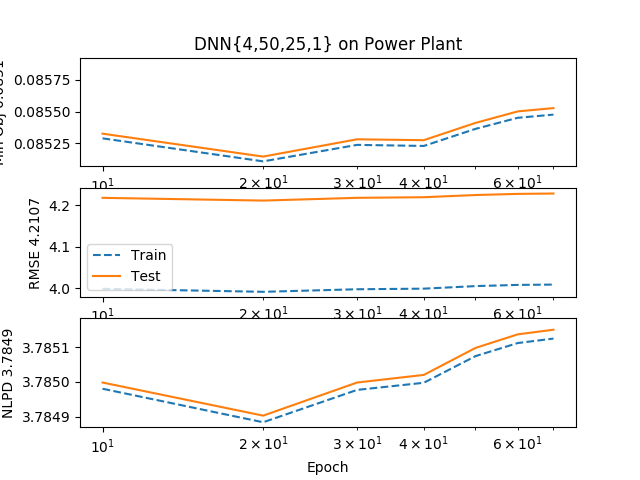 DNN{4,50,25,1} on Power Plant
0.08575
0.08550
0.08525
10¹
2 × 10¹
3 × 10¹
4 × 10¹
6 × 10¹
RMSE 4.2107
4.2
4.1
4.0
Train
Test
10¹
2 × 10¹
3 × 10¹
4 × 10¹
6 × 10¹
NLPD 3.7849
3.7851
3.7850
3.7849
10¹
2 × 10¹
3 × 10¹
4 × 10¹
6 × 10¹
Epoch